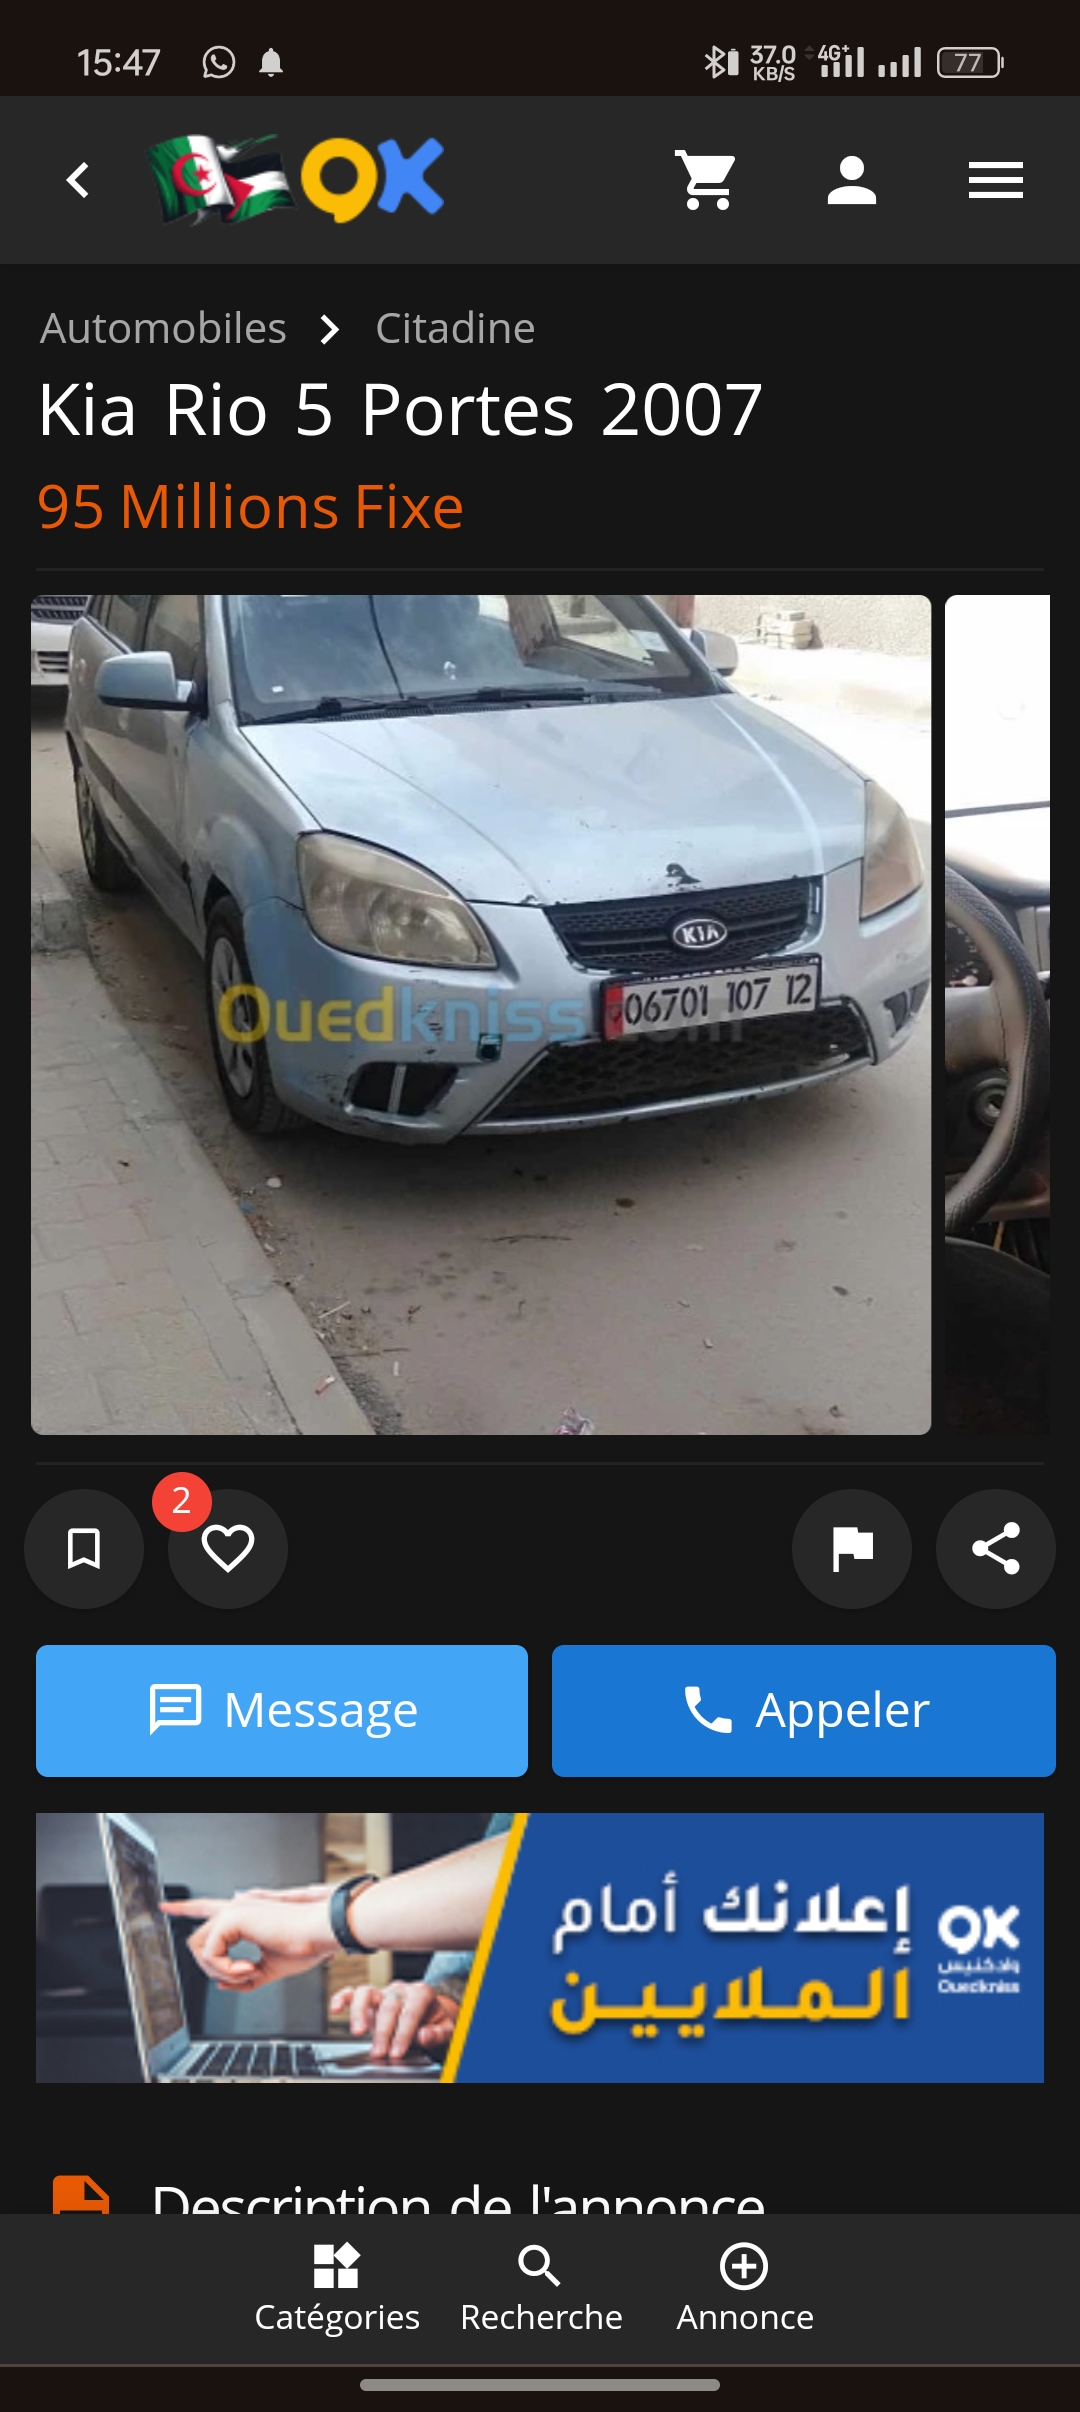 15:47
37.0
KB/S
4G+
77
OK
Automobiles > Citadine
Kia Rio 5 Portes 2007
95 Millions Fixe
KIA
06701 107 12
Ouedkniss.com
2
Message
Appeler
إعلانك أمام
الملايين
OK
واد كنيس
Ouedkniss
Description de l'annonce
Catégories
Recherche
Annonce